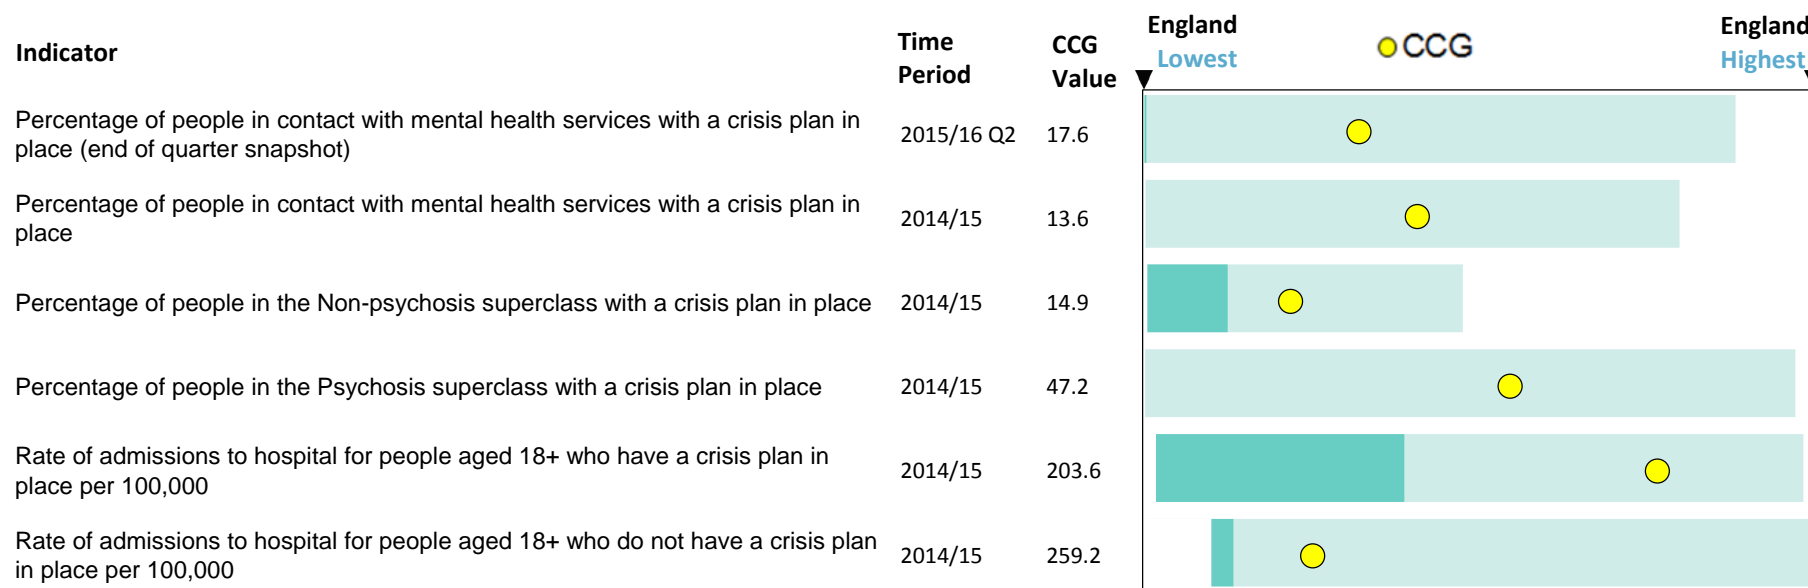 Indicator
Time Period
CCG Value
England Lowest
CCG
England Highest
Percentage of people in contact with mental health services with a crisis plan in
place (end of quarter snapshot)
2015/16 Q2
17.6
Percentage of people in contact with mental health services with a crisis plan in
place
2014/15
13.6
Percentage of people in the Non-psychosis superclass with a crisis plan in place
2014/15
14.9
Percentage of people in the Psychosis superclass with a crisis plan in place
2014/15
47.2
Rate of admissions to hospital for people aged 18+ who have a crisis plan in
place per 100,000
2014/15
203.6
Rate of admissions to hospital for people aged 18+ who do not have a crisis plan
in place per 100,000
2014/15
259.2